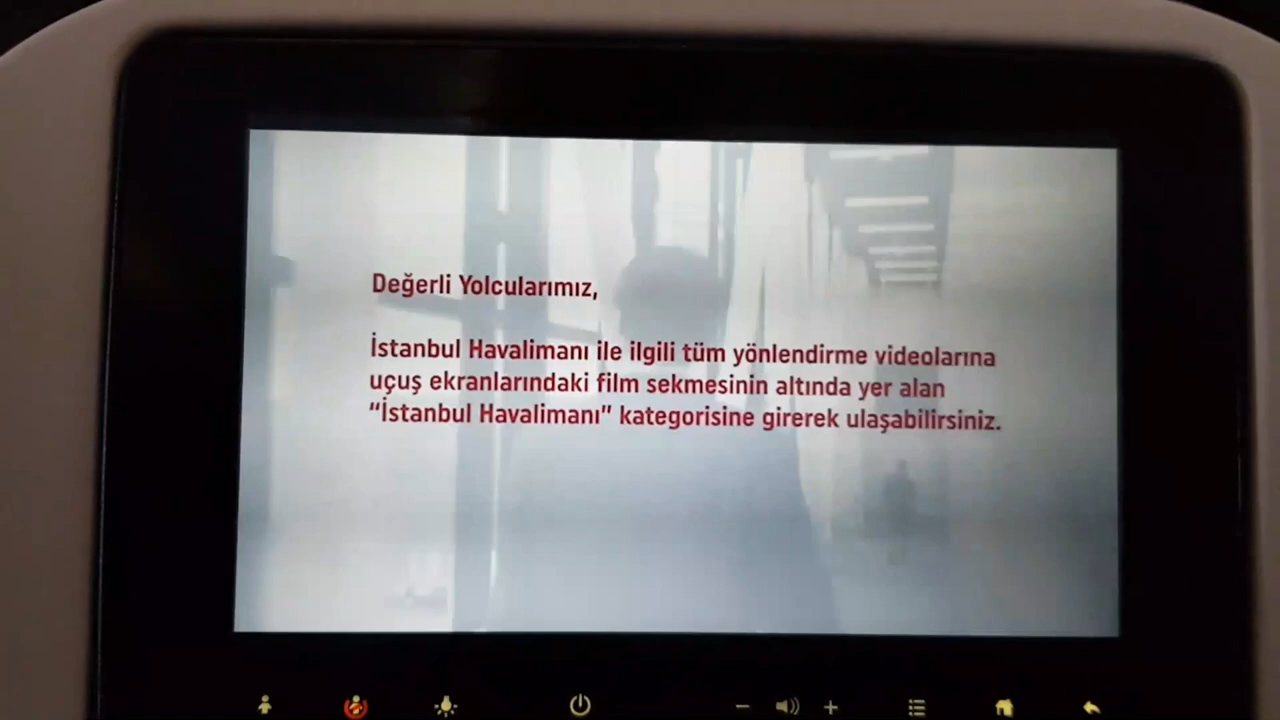 Değerli Yolcularımız,
İstanbul Havalimanı ile ilgili tüm yönlendirme videolarına
uçuş ekranlarındaki film sekmesinin altında yer alan
“İstanbul Havalimanı” kategorisine girerek ulaşabilirsiniz.